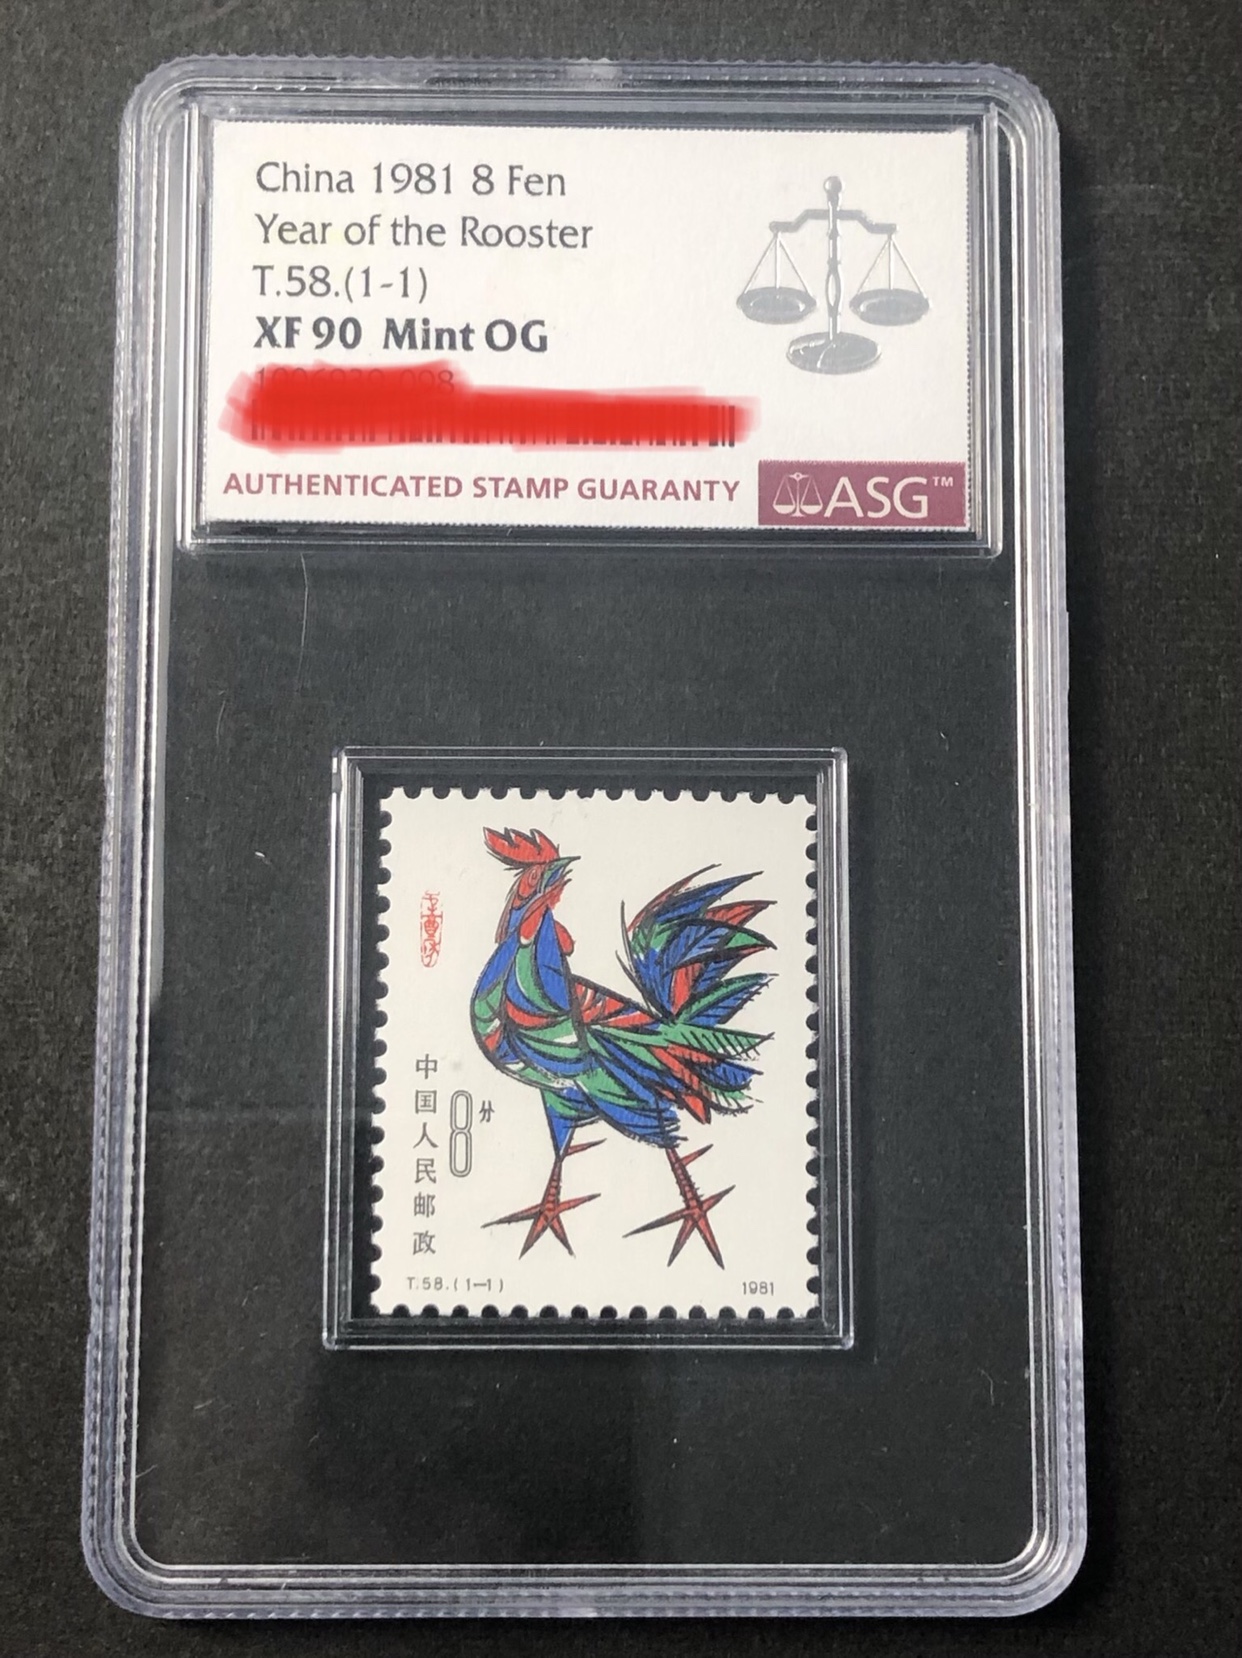 China 1981 8 Fen
Year of the Rooster
T.58.(1-1)
XF 90 Mint OG
AUTHENTICATED STAMP GUARANTY
ASG™
中国人民邮政
8分
T.58.(1-1)
1981